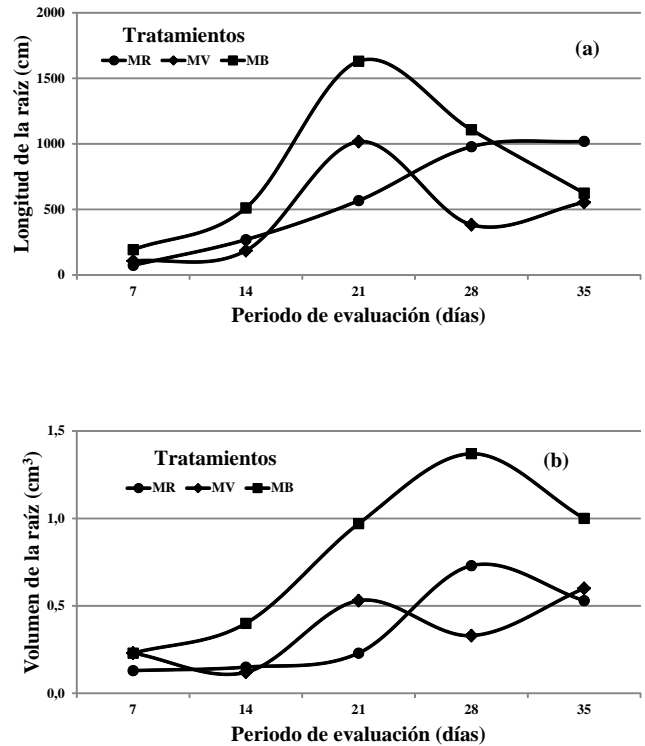 2000
Tratamientos
(a)
MR MV MB
1500
1000
500
0
Longitud de la raíz (cm)
7 14 21 28 35
Periodo de evaluación (días)
1,5
Tratamientos
(b)
MR MV MB
1,0
0,5
0,0
Volumen de la raíz (cm³)
7 14 21 28 35
Periodo de evaluación (días)